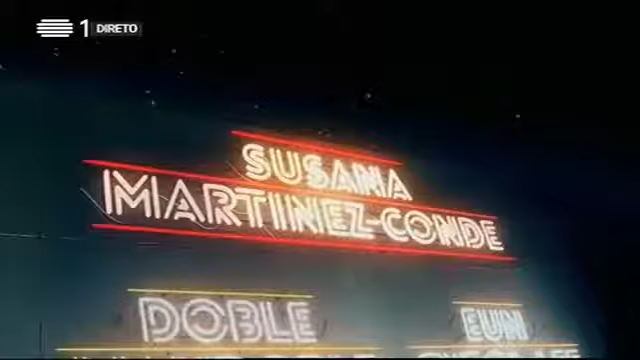 1 DIRETO
SUSANA
MARTINEZ-CONDE
DOBLE EUN